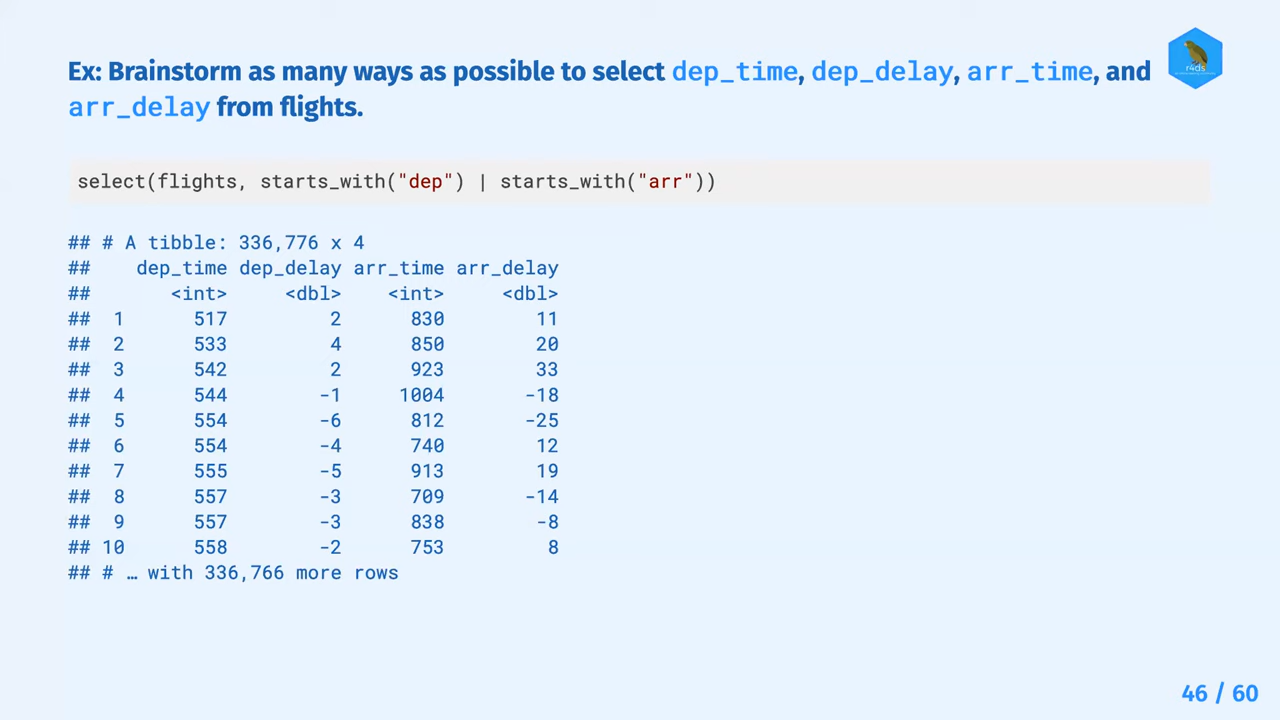 Ex: Brainstorm as many ways as possible to select dep_time, dep_delay, arr_time, and
arr_delay from flights.
r4ds
select(flights, starts_with("dep") | starts_with("arr"))
## # A tibble: 336,776 x 4
##    dep_time dep_delay arr_time arr_delay
##       <int>     <dbl>    <int>     <dbl>
##  1      517         2      830        11
##  2      533         4      850        20
##  3      542         2      923        33
##  4      544        -1     1004       -18
##  5      554        -6      812       -25
##  6      554        -4      740        12
##  7      555        -5      913        19
##  8      557        -3      709       -14
##  9      557        -3      838        -8
## 10      558        -2      753         8
## # … with 336,766 more rows
46 / 60